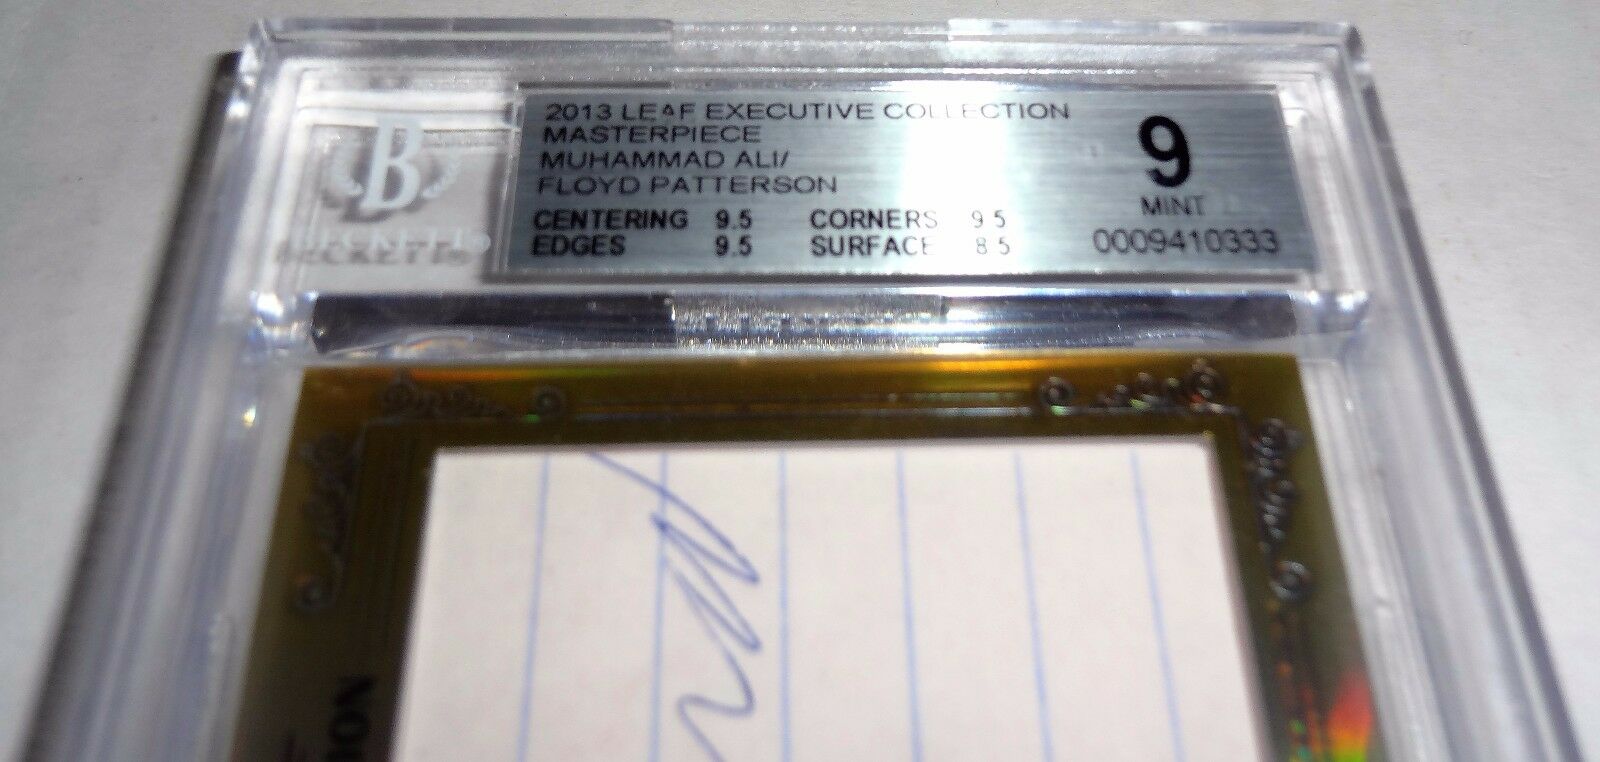 2013 LEAF EXECUTIVE COLLECTION
MASTERPIECE
MUHAMMAD ALI/
FLOYD PATTERSON
CENTERING 9.5 CORNERS 9.5
EDGES 9.5 SURFACE 8.5
9
MINT
0009410333
B
BECKETT